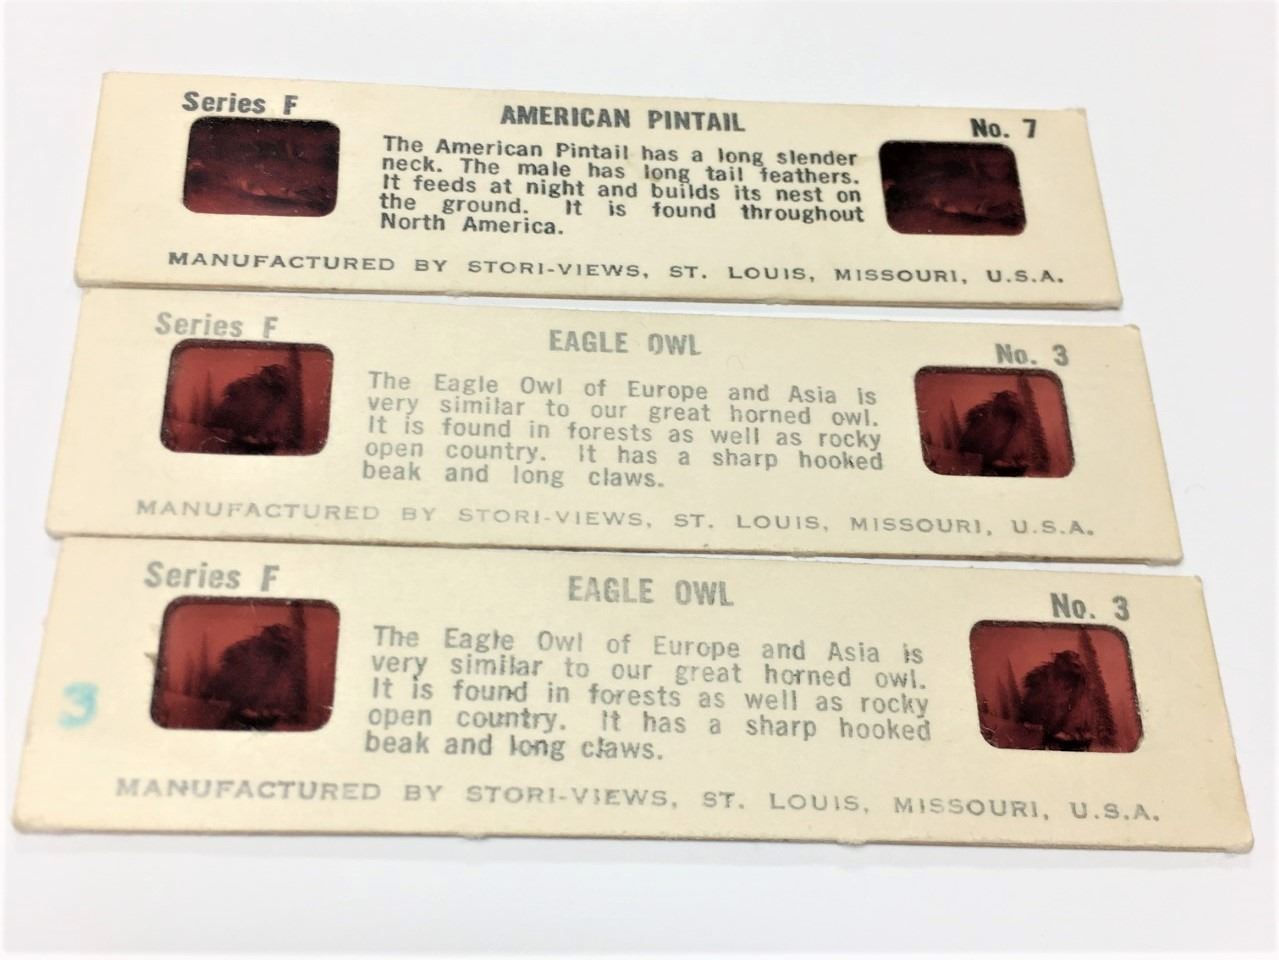 Series F
AMERICAN PINTAIL
No. 7
The American Pintail has a long slender
neck. The male has long tail feathers.
It feeds at night and builds its nest on
the ground. It is found throughout
North America.
MANUFACTURED BY STORI-VIEWS, ST. LOUIS, MISSOURI, U.S.A.
Series F
EAGLE OWL
No. 3
The Eagle Owl of Europe and Asia is
very similar to our great horned owl.
It is found in forests as well as rocky
open country. It has a sharp hooked
beak and long claws.
MANUFACTURED BY STORI-VIEWS, ST. LOUIS, MISSOURI, U.S.A.
Series F
EAGLE OWL
No. 3
The Eagle Owl of Europe and Asia is
very similar to our great horned owl.
It is found in forests as well as rocky
open country. It has a sharp hooked
beak and long claws.
3
MANUFACTURED BY STORI-VIEWS, ST. LOUIS, MISSOURI, U.S.A.